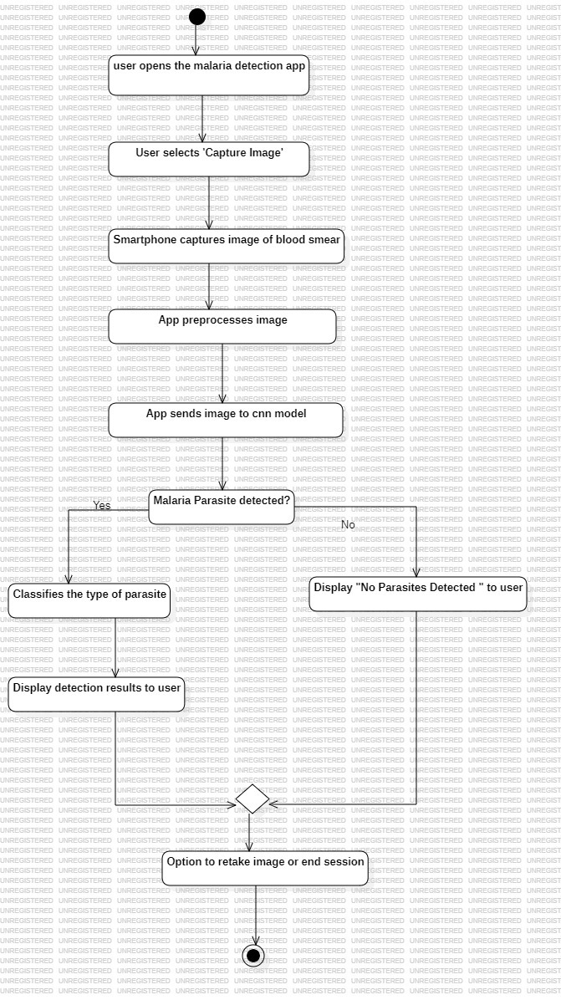 user opens the malaria detection app
User selects 'Capture Image'
Smartphone captures image of blood smear
App preprocesses image
App sends image to cnn model
Malaria Parasite detected?
Yes
No
Classifies the type of parasite
Display "No Parasites Detected " to user
Display detection results to user
Option to retake image or end session
UNREGISTERED